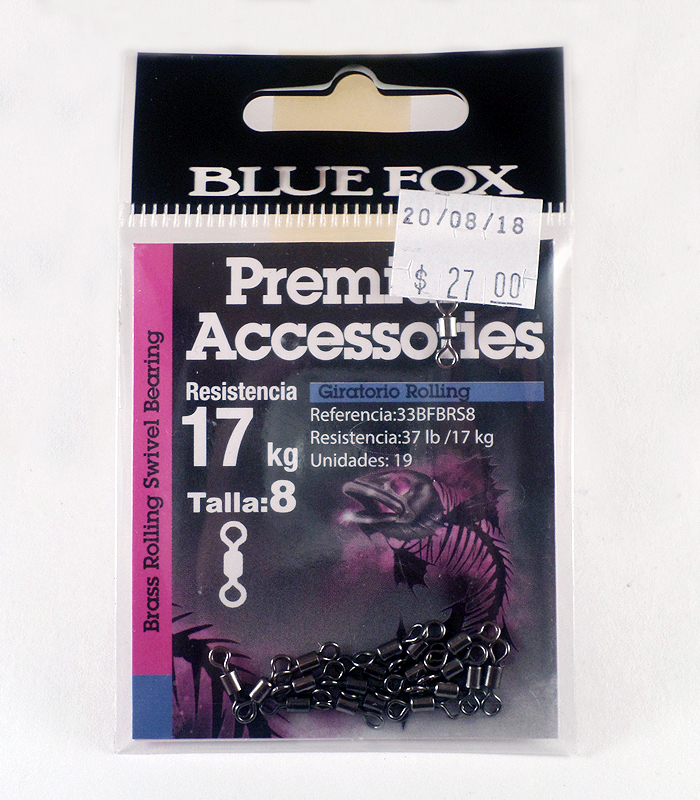 BLUE FOX
20/08/18
$ 27 00
Premi
Accessories
Brass Rolling Swivel Bearing
Resistencia
17 kg
Talla:8
Giratorio Rolling
Referencia:33BFBRS8
Resistencia:37 lb /17 kg
Unidades: 19